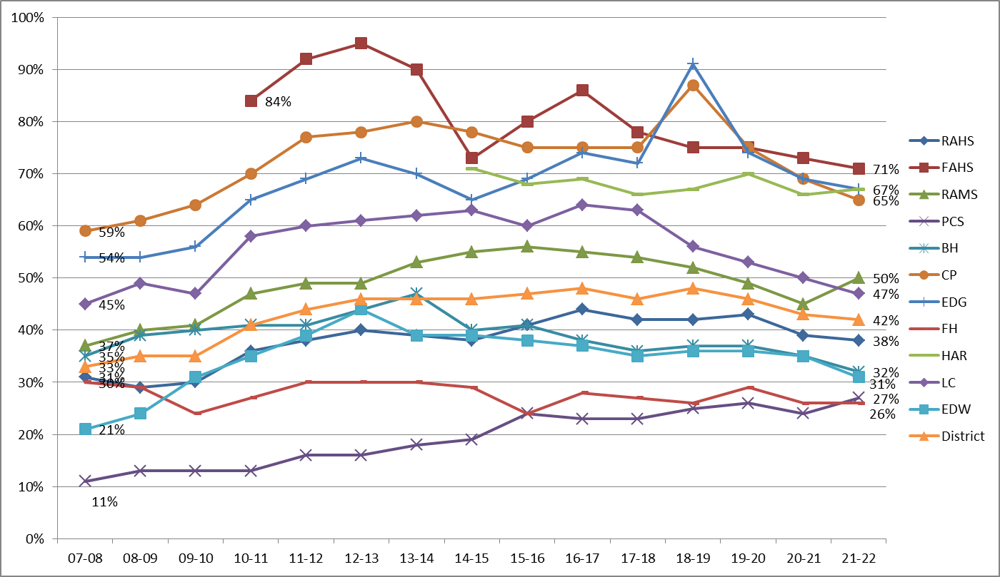 100%
90%
80%
70%
60%
50%
40%
30%
20%
10%
0%
84%
59%
54%
45%
37%
35%
33%
31%
30%
21%
11%
71%
67%
65%
50%
47%
42%
38%
32%
31%
27%
26%
07-08 08-09 09-10 10-11 11-12 12-13 13-14 14-15 15-16 16-17 17-18 18-19 19-20 20-21 21-22
RAHS
FAHS
RAMS
PCS
BH
CP
EDG
FH
HAR
LC
EDW
District